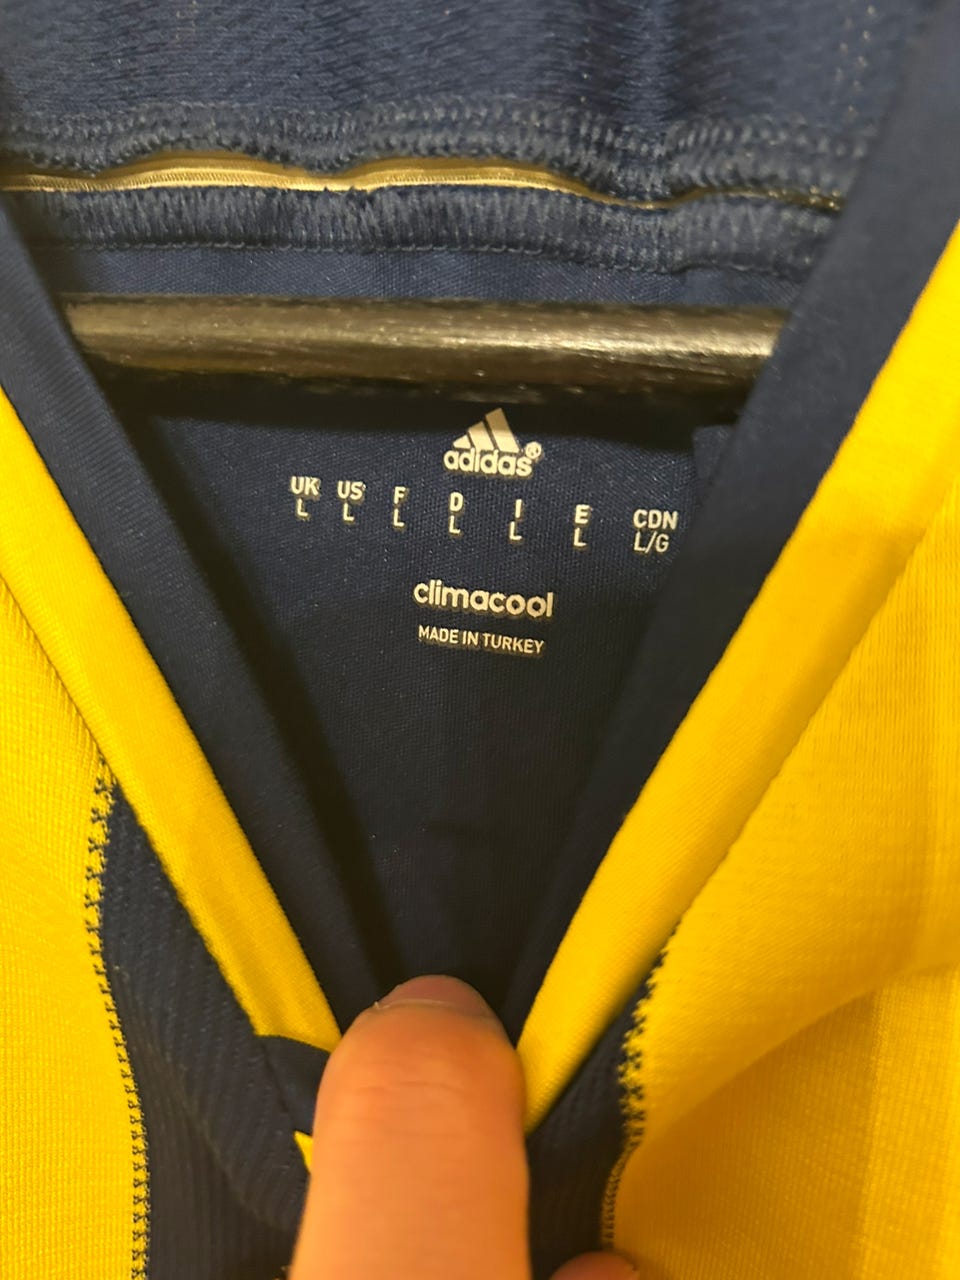 adidas®
UK US F D I E CDN
L L L L L L L/G
climacool
MADE IN TURKEY